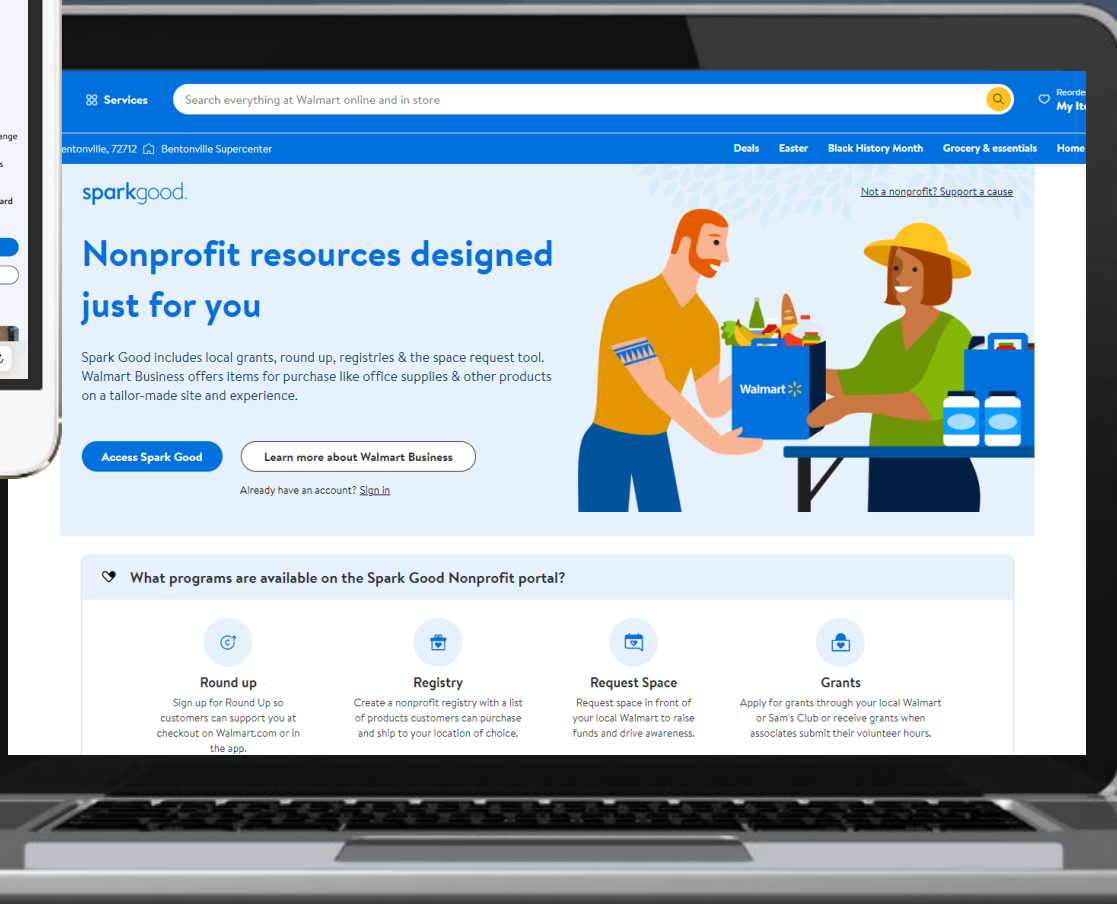 ange
s
ard
Services
Search everything at Walmart online and in store
Reorde
My Ite
entonville, 72712
Bentonville Supercenter
Deals
Easter
Black History Month
Grocery & essentials
Home
sparkgood
Not a nonprofit? Support a cause
Nonprofit resources designed
just for you
Spark Good includes local grants, round up, registries & the space request tool.
Walmart Business offers items for purchase like office supplies & other products
on a tailor-made site and experience.
Walmart
Access Spark Good
Learn more about Walmart Business
Already have an account? Sign in
What programs are available on the Spark Good Nonprofit portal?
Round up
Sign up for Round Up so
customers can support you at
checkout on Walmart.com or in
the app.
Registry
Create a nonprofit registry with a list
of products customers can purchase
and ship to your location of choice.
Request Space
Request space in front of
your local Walmart to raise
funds and drive awareness.
Grants
Apply for grants through your local Walmart
or Sam's Club or receive grants when
associates submit their volunteer hours.